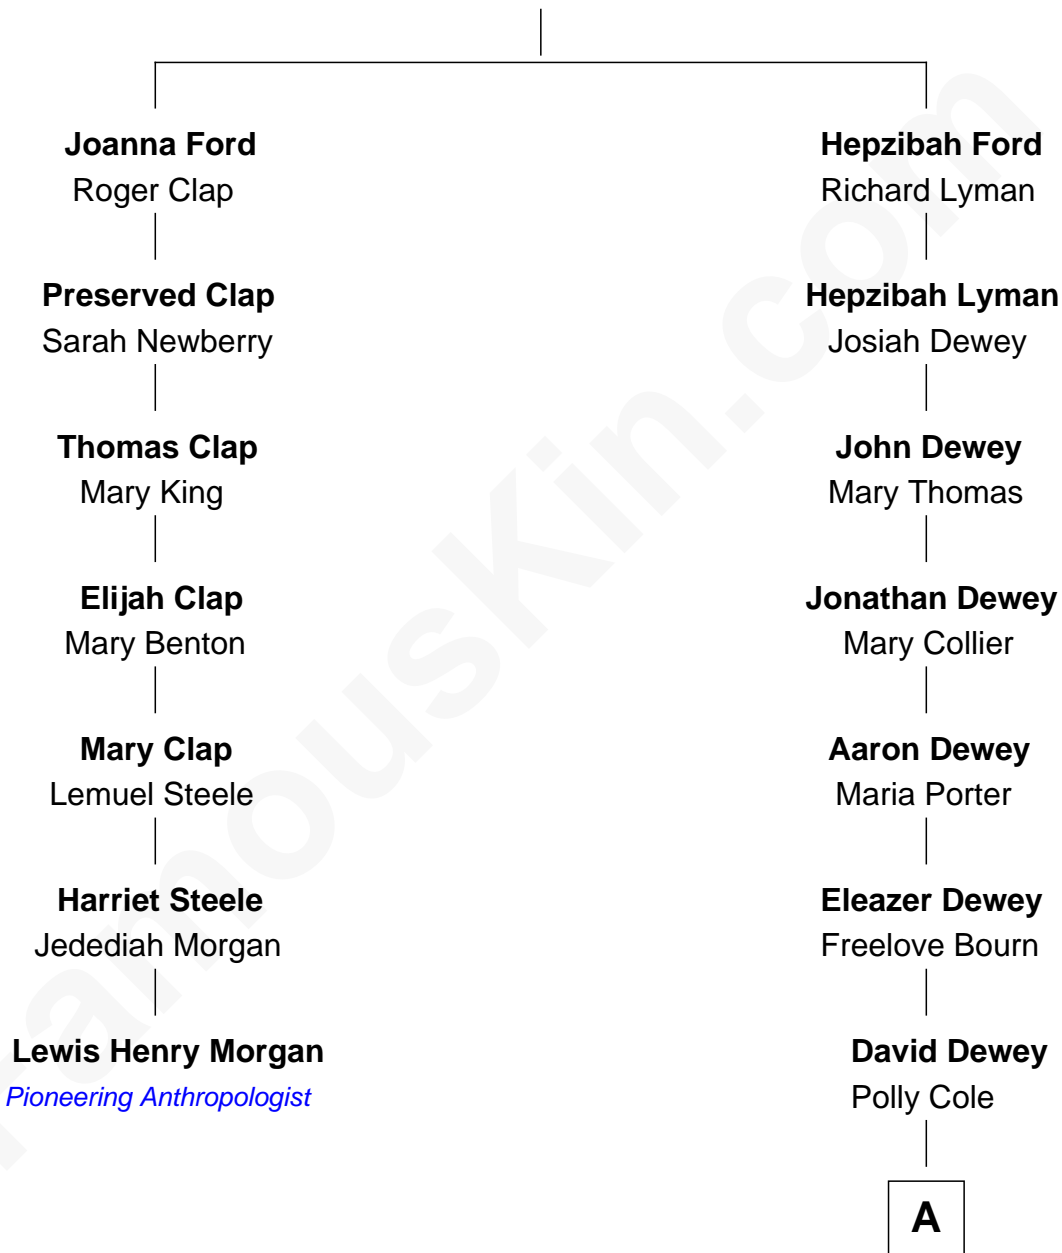 Joanna Ford
Roger Clap
Preserved Clap
Sarah Newberry
Thomas Clap
Mary King
Elijah Clap
Mary Benton
Mary Clap
Lemuel Steele
Harriet Steele
Jedediah Morgan
Lewis Henry Morgan
Pioneering Anthropologist
Hepzibah Ford
Richard Lyman
Hepzibah Lyman
Josiah Dewey
John Dewey
Mary Thomas
Jonathan Dewey
Mary Collier
Aaron Dewey
Maria Porter
Eleazer Dewey
Freelove Bourn
David Dewey
Polly Cole
A
FamousKin.com